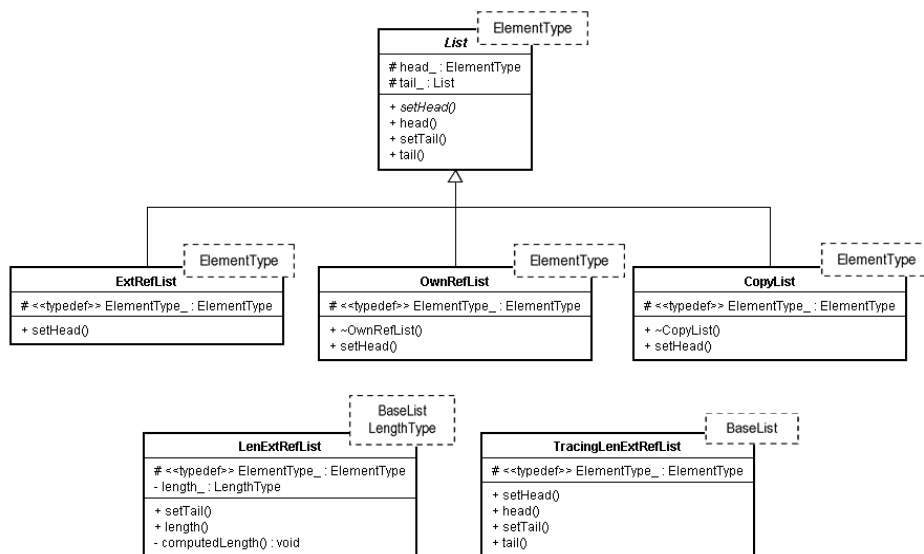 ElementType
List
# head_ : ElementType
# tail_ : List
+ setHead()
+ head()
+ setTail()
+ tail()
ElementType
ExtRefList
# <<typedef>> ElementType_ : ElementType
+ setHead()
ElementType
OwnRefList
# <<typedef>> ElementType_ : ElementType
+ ~OwnRefList()
+ setHead()
ElementType
CopyList
# <<typedef>> ElementType_ : ElementType
+ ~CopyList()
+ setHead()
BaseList
LengthType
LenExtRefList
# <<typedef>> ElementType_ : ElementType
- length_ : LengthType
+ setTail()
+ length()
- computedLength() : void
BaseList
TracingLenExtRefList
# <<typedef>> ElementType_ : ElementType
+ setHead()
+ head()
+ setTail()
+ tail()